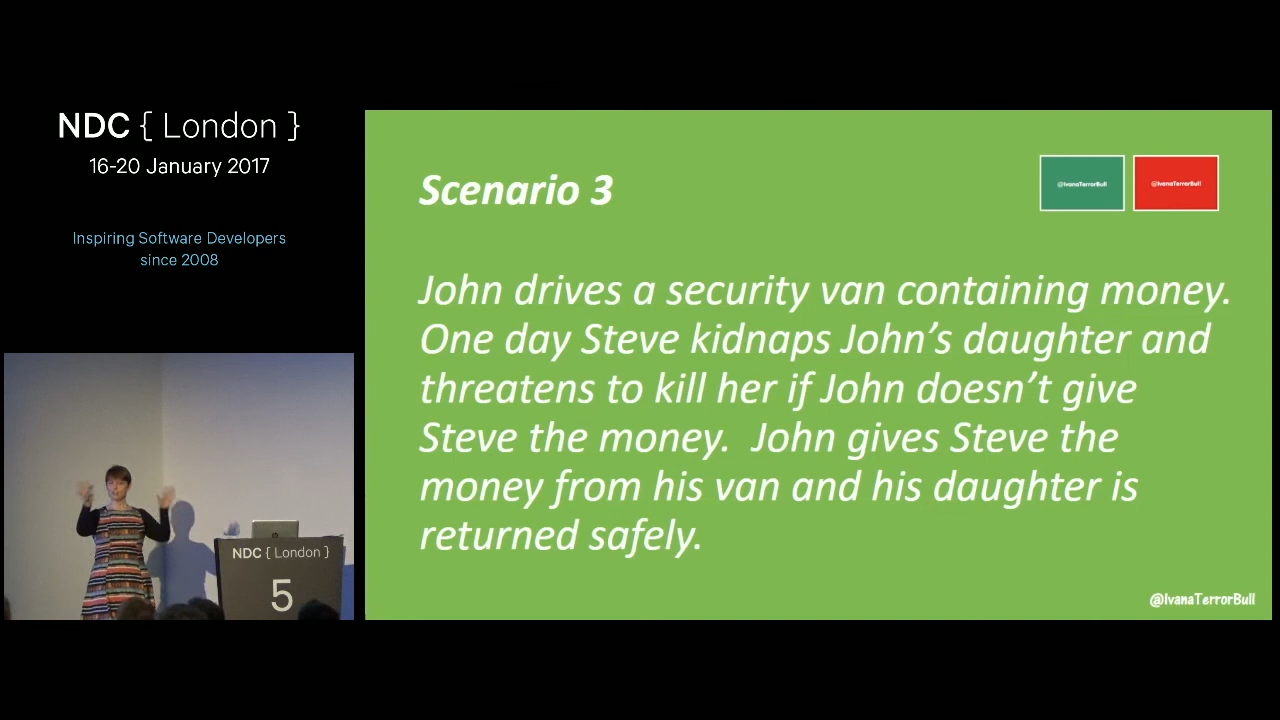 NDC { London }
16-20 January 2017
Inspiring Software Developers
since 2008
Scenario 3
@IvanaTerrorBull
@IvanaTerrorBull
John drives a security van containing money.
One day Steve kidnaps John’s daughter and
threatens to kill her if John doesn’t give
Steve the money.  John gives Steve the
money from his van and his daughter is
returned safely.
@IvanaTerrorBull
NDC { London }
5